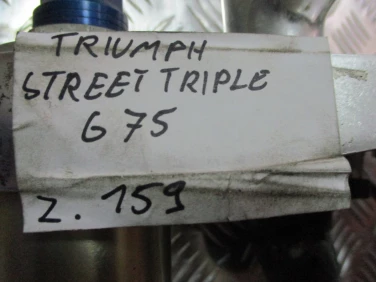 TRIUMPH
STREET TRIPLE
675
Z. 159